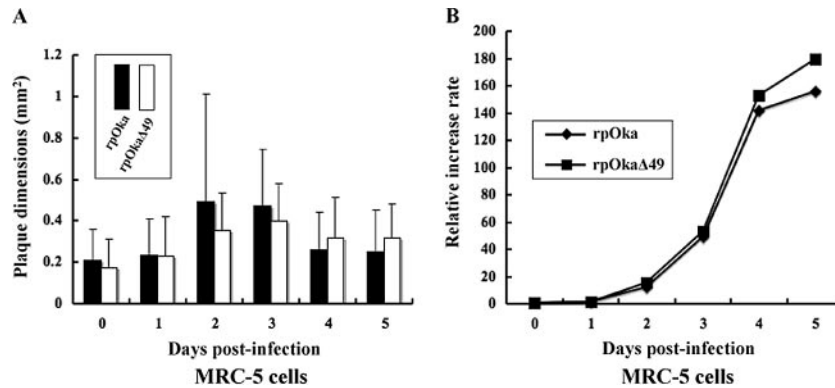 A
Plaque dimensions (mm²)
1.2
1
0.8
0.6
0.4
0.2
0
rpOka
rpOkaΔ49
0 1 2 3 4 5
Days post-infection
MRC-5 cells
B
Relative increase rate
200
180
160
140
120
100
80
60
40
20
0
rpOka
rpOkaΔ49
0 1 2 3 4 5
Days post-infection
MRC-5 cells